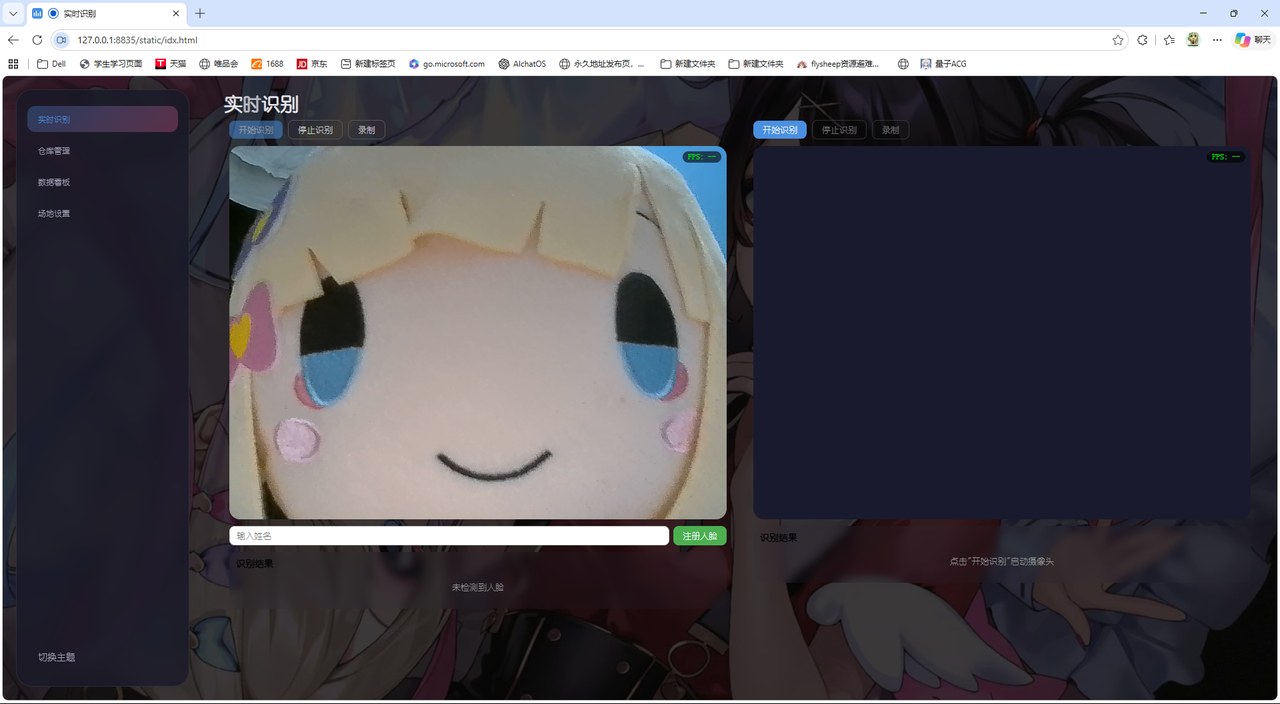 实时识别
127.0.0.1:8835/static/idx.html
聊天
Dell 学生学习页面 天猫 唯品会 1688 京东 新建标签页 go.microsoft.com AIchatOS 永久地址发布页，... 新建文件夹 新建文件夹 flysheep资源避难... 量子ACG
实时识别
仓库管理
数据看板
场地设置
切换主题
实时识别
开始识别 停止识别 录制
FPS: --
输入姓名 注册人脸
识别结果
未检测到人脸
开始识别 停止识别 录制
FPS: --
识别结果
点击"开始识别"启动摄像头